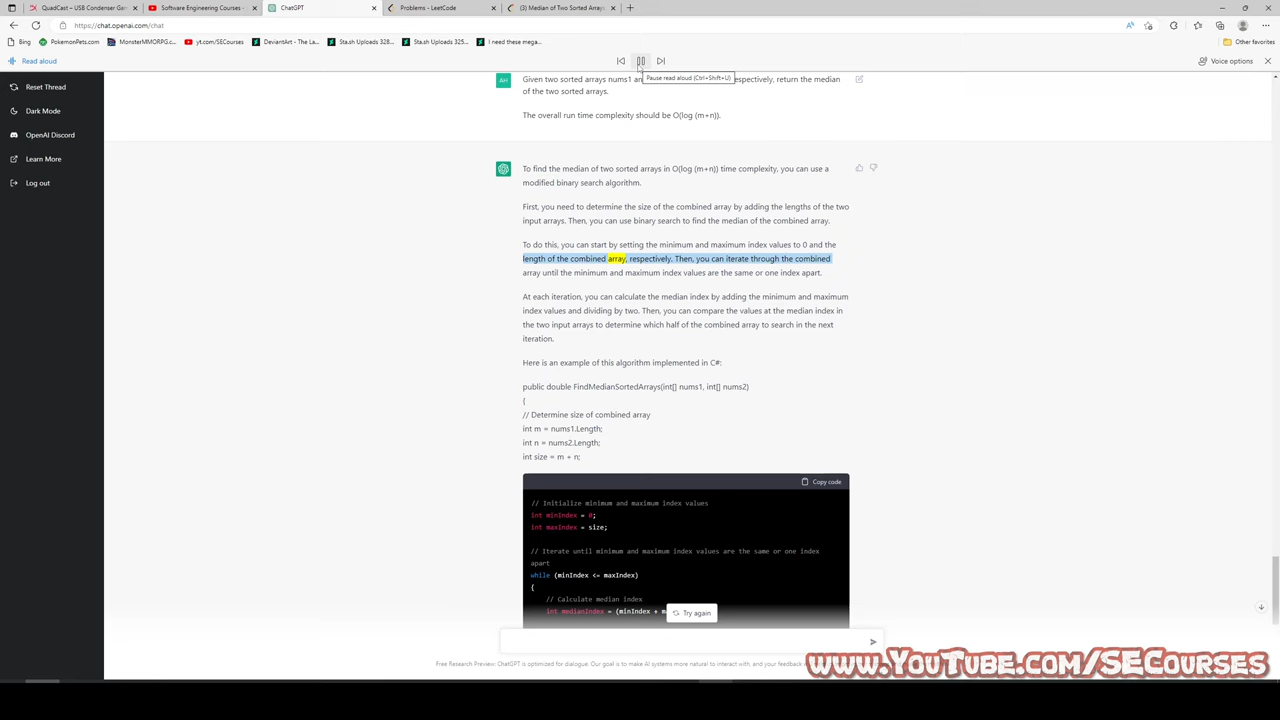 QuadCast – USB Condenser Gam
Software Engineering Courses -
ChatGPT
Problems - LeetCode
(3) Median of Two Sorted Arrays
https://chat.openai.com/chat
Bing
PokemonPets.com
MonsterMMORPG.c...
yt.com/SECourses
DeviantArt - The La...
Sta.sh Uploads 328...
Sta.sh Uploads 325...
I need these mega...
Other favorites
Read aloud
Voice options
Pause read aloud (Ctrl+Shift+U)
Reset Thread
Dark Mode
OpenAI Discord
Learn More
Log out
AH
Given two sorted arrays nums1 an
respectively, return the median
of the two sorted arrays.
The overall run time complexity should be O(log (m+n)).
To find the median of two sorted arrays in O(log (m+n)) time complexity, you can use a
modified binary search algorithm.
First, you need to determine the size of the combined array by adding the lengths of the two
input arrays. Then, you can use binary search to find the median of the combined array.
To do this, you can start by setting the minimum and maximum index values to 0 and the
length of the combined array, respectively. Then, you can iterate through the combined
array until the minimum and maximum index values are the same or one index apart.
At each iteration, you can calculate the median index by adding the minimum and maximum
index values and dividing by two. Then, you can compare the values at the median index in
the two input arrays to determine which half of the combined array to search in the next
iteration.
Here is an example of this algorithm implemented in C#:
public double FindMedianSortedArrays(int[] nums1, int[] nums2)
{
// Determine size of combined array
int m = nums1.Length;
int n = nums2.Length;
int size = m + n;
Copy code
// Initialize minimum and maximum index values
int minIndex = 0;
int maxIndex = size;
// Iterate until minimum and maximum index values are the same or one index
apart
while (minIndex <= maxIndex)
{
// Calculate median index
int medianIndex = (minIndex + m
Try again
Free Research Preview: ChatGPT is optimized for dialogue. Our goal is to make AI systems more natural to interact with, and your feedback
www.YouTube.com/SECourses